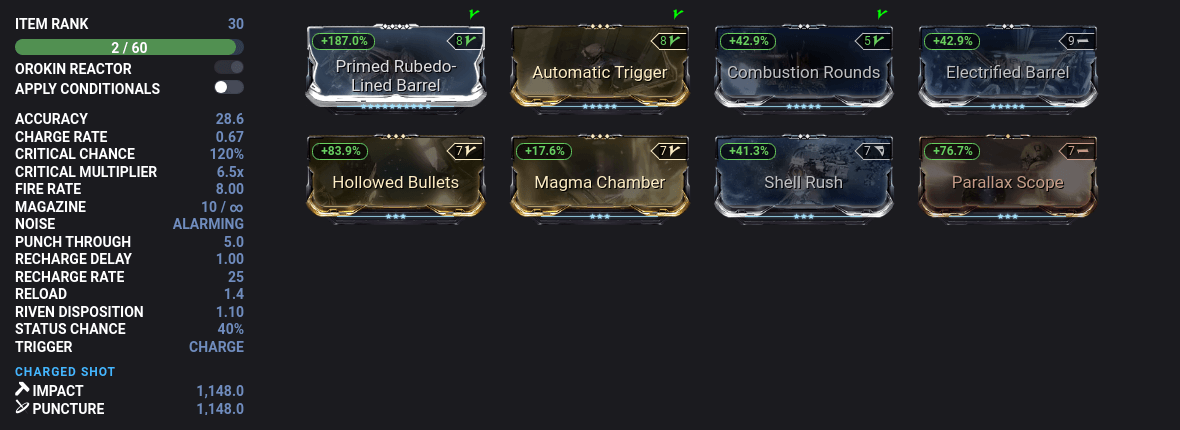 ITEM RANK 30
2 / 60
OROKIN REACTOR
APPLY CONDITIONALS
ACCURACY 28.6
CHARGE RATE 0.67
CRITICAL CHANCE 120%
CRITICAL MULTIPLIER 6.5x
FIRE RATE 8.00
MAGAZINE 10 / ∞
NOISE ALARMING
PUNCH THROUGH 5.0
RECHARGE DELAY 1.00
RECHARGE RATE 25
RELOAD 1.4
RIVEN DISPOSITION 1.10
STATUS CHANCE 40%
TRIGGER CHARGE
CHARGED SHOT
IMPACT 1,148.0
PUNCTURE 1,148.0
+187.0% 8
Primed Rubedo-
Lined Barrel
8
Automatic Trigger
+42.9% 5
Combustion Rounds
+42.9% 9
Electrified Barrel
+83.9% 7
Hollowed Bullets
+17.6% 7
Magma Chamber
+41.3% 7
Shell Rush
+76.7% 7
Parallax Scope